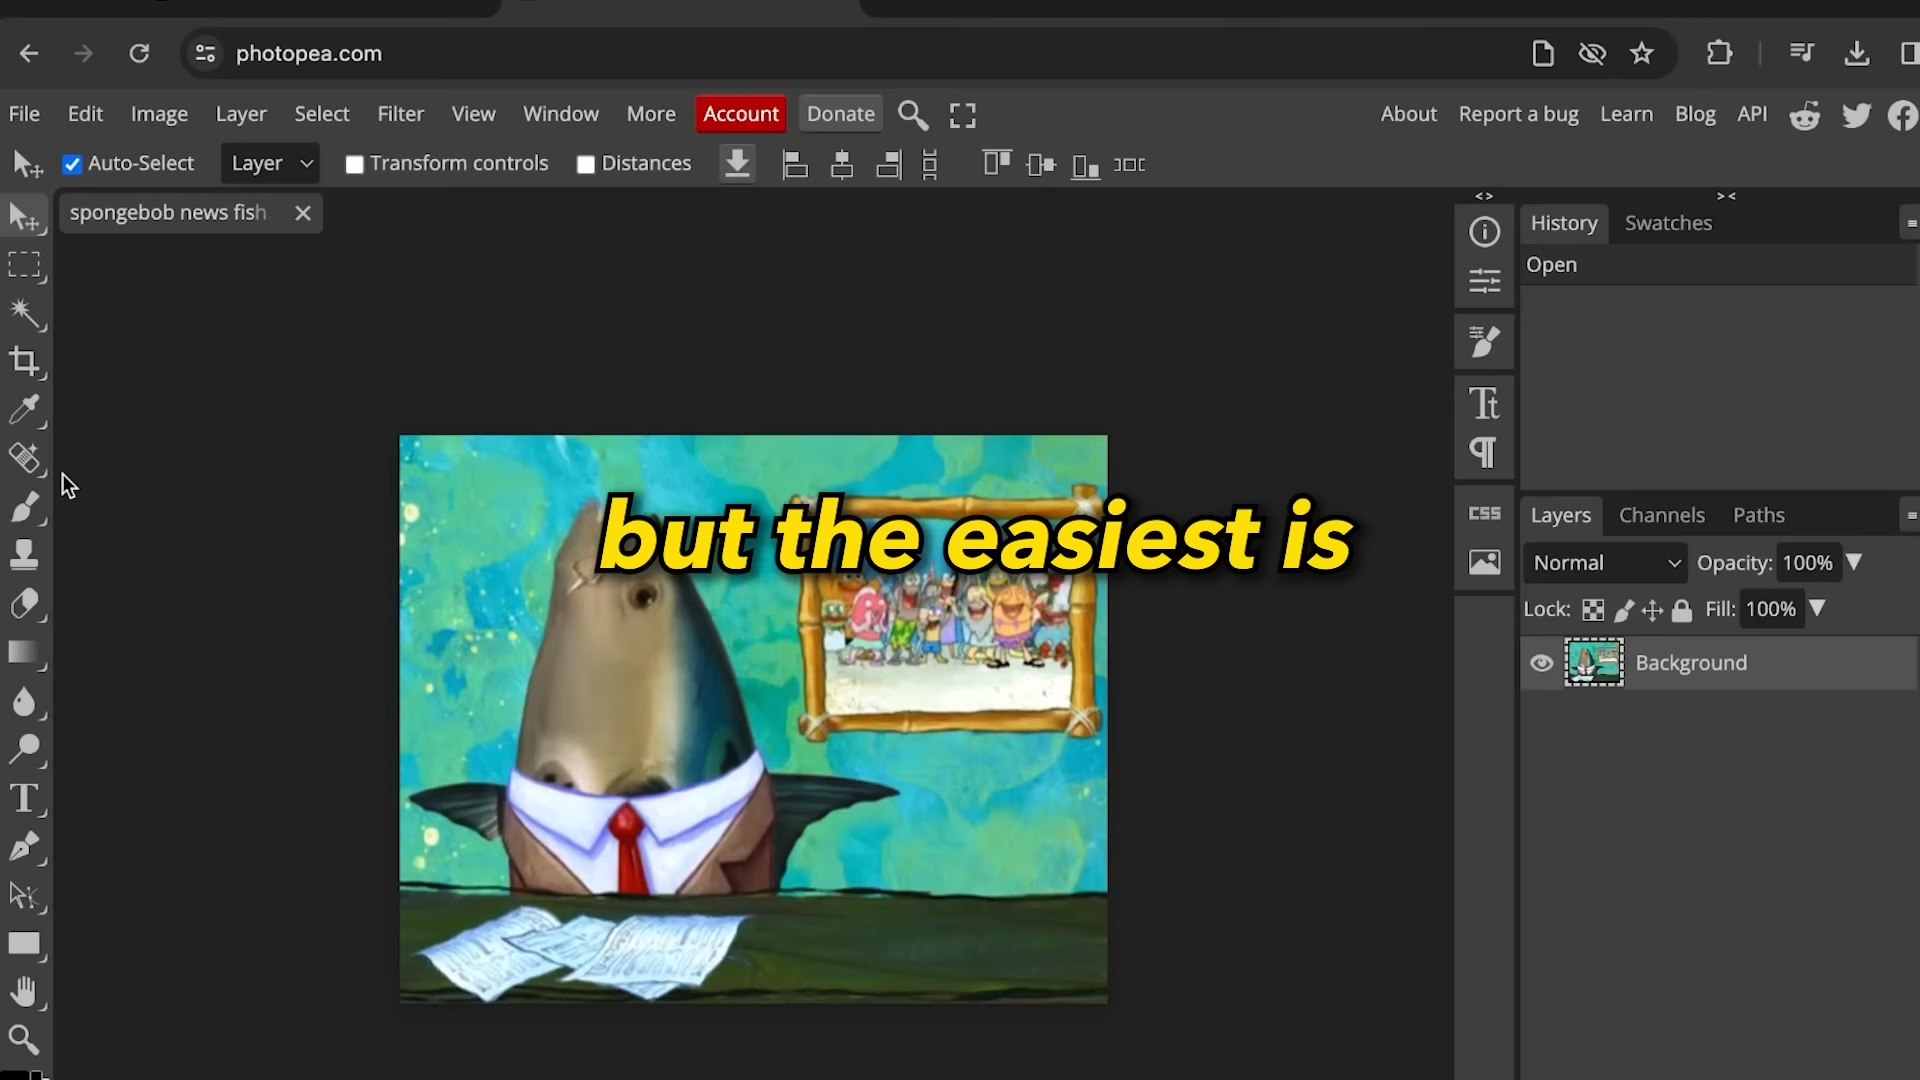 photopea.com
File Edit Image Layer Select Filter View Window More Account Donate About Report a bug Learn Blog API
Auto-Select Layer Transform controls Distances
spongebob news fish.
History Swatches
Open
but the easiest is
CSS
Layers Channels Paths
Normal Opacity: 100%
Lock: Fill: 100%
Background